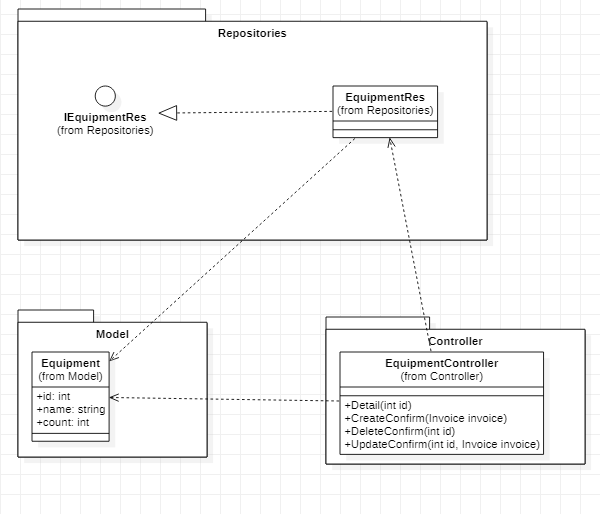 Repositories
IEquipmentRes
(from Repositories)
EquipmentRes
(from Repositories)
Model
Equipment
(from Model)
+id: int
+name: string
+count: int
Controller
EquipmentController
(from Controller)
+Detail(int id)
+CreateConfirm(Invoice invoice)
+DeleteConfirm(int id)
+UpdateConfirm(int id, Invoice invoice)